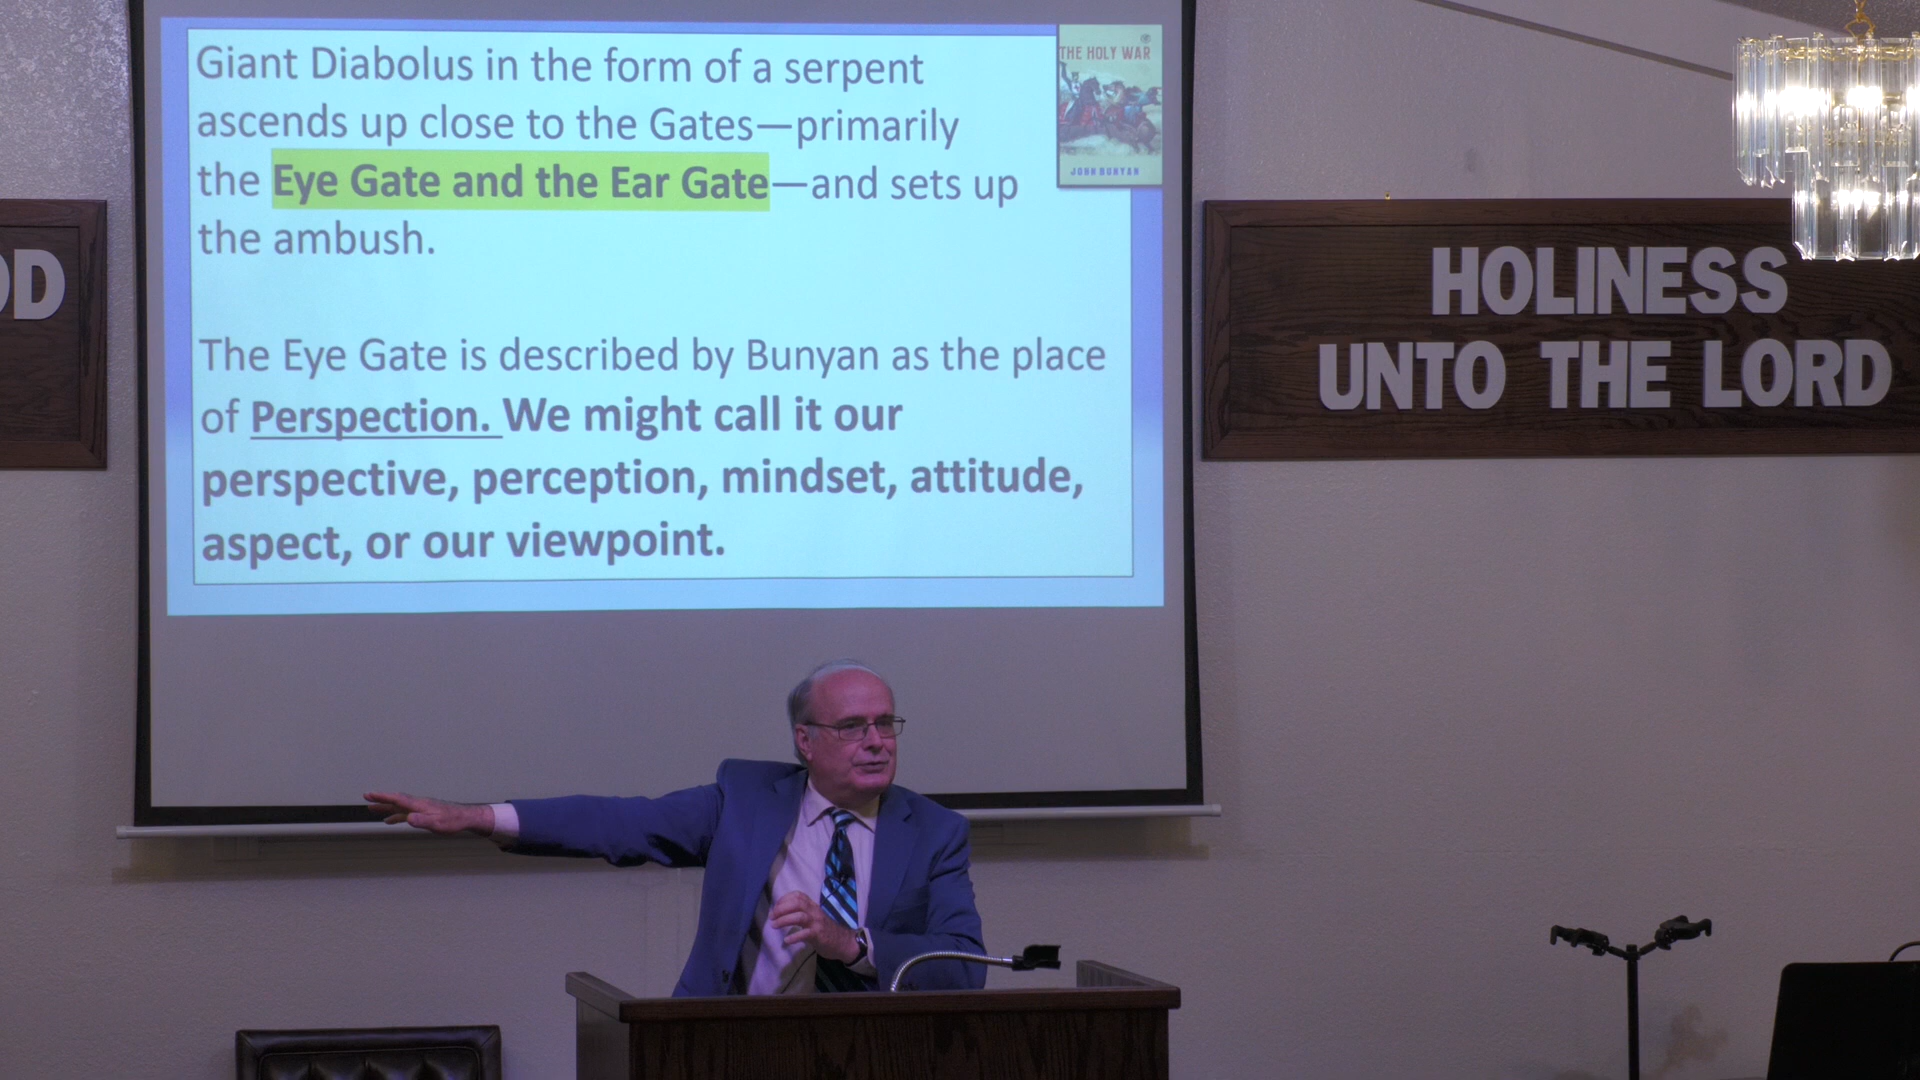 Giant Diabolus in the form of a serpent
ascends up close to the Gates—primarily
the Eye Gate and the Ear Gate—and sets up
the ambush.
The Eye Gate is described by Bunyan as the place
of Perspection. We might call it our
perspective, perception, mindset, attitude,
aspect, or our viewpoint.
THE HOLY WAR
JOHN BUNYAN
OD
HOLINESS
UNTO THE LORD